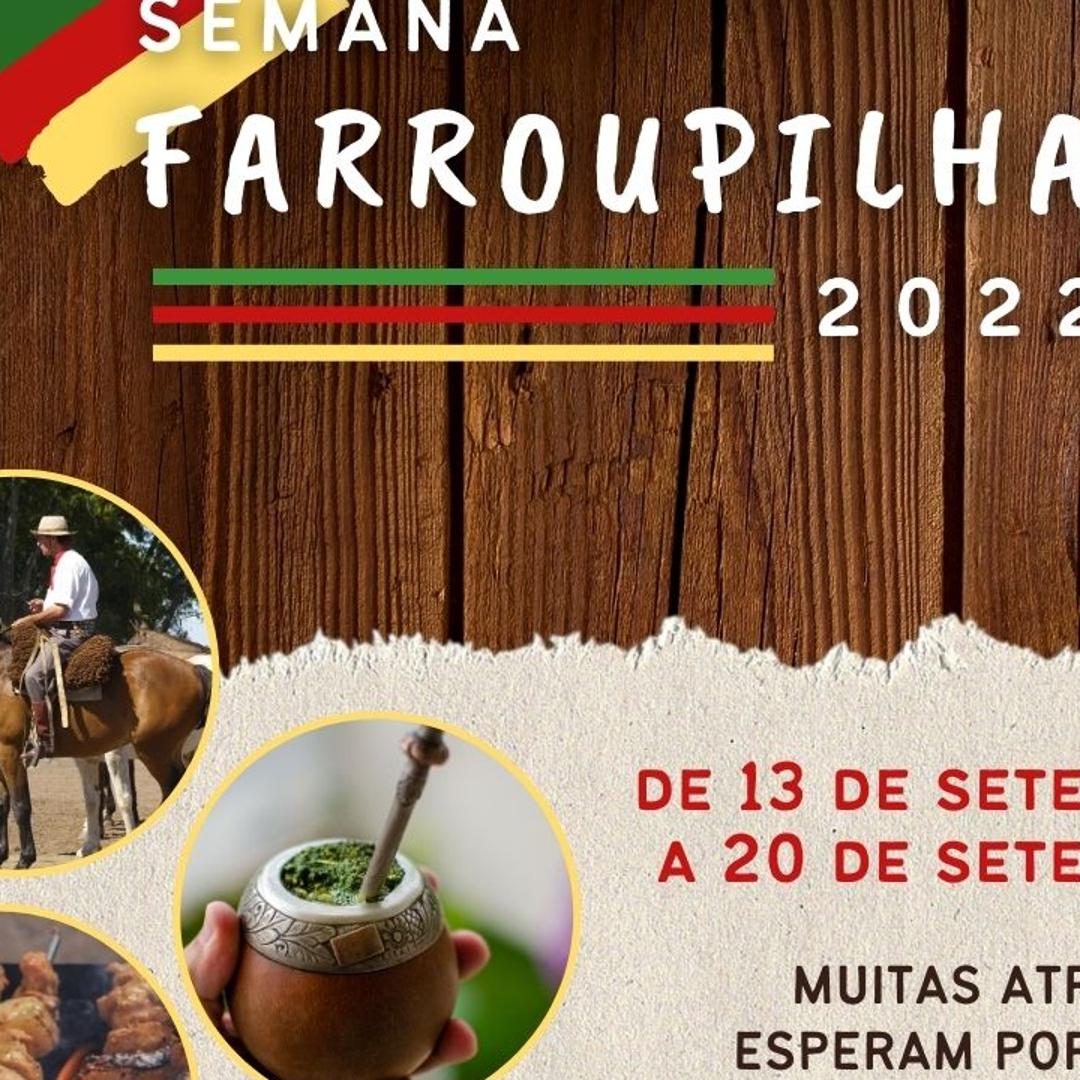 SEMANA
FARROUPILHA
2022
DE 13 DE SETE
A 20 DE SETE
MUITAS ATR
ESPERAM POR